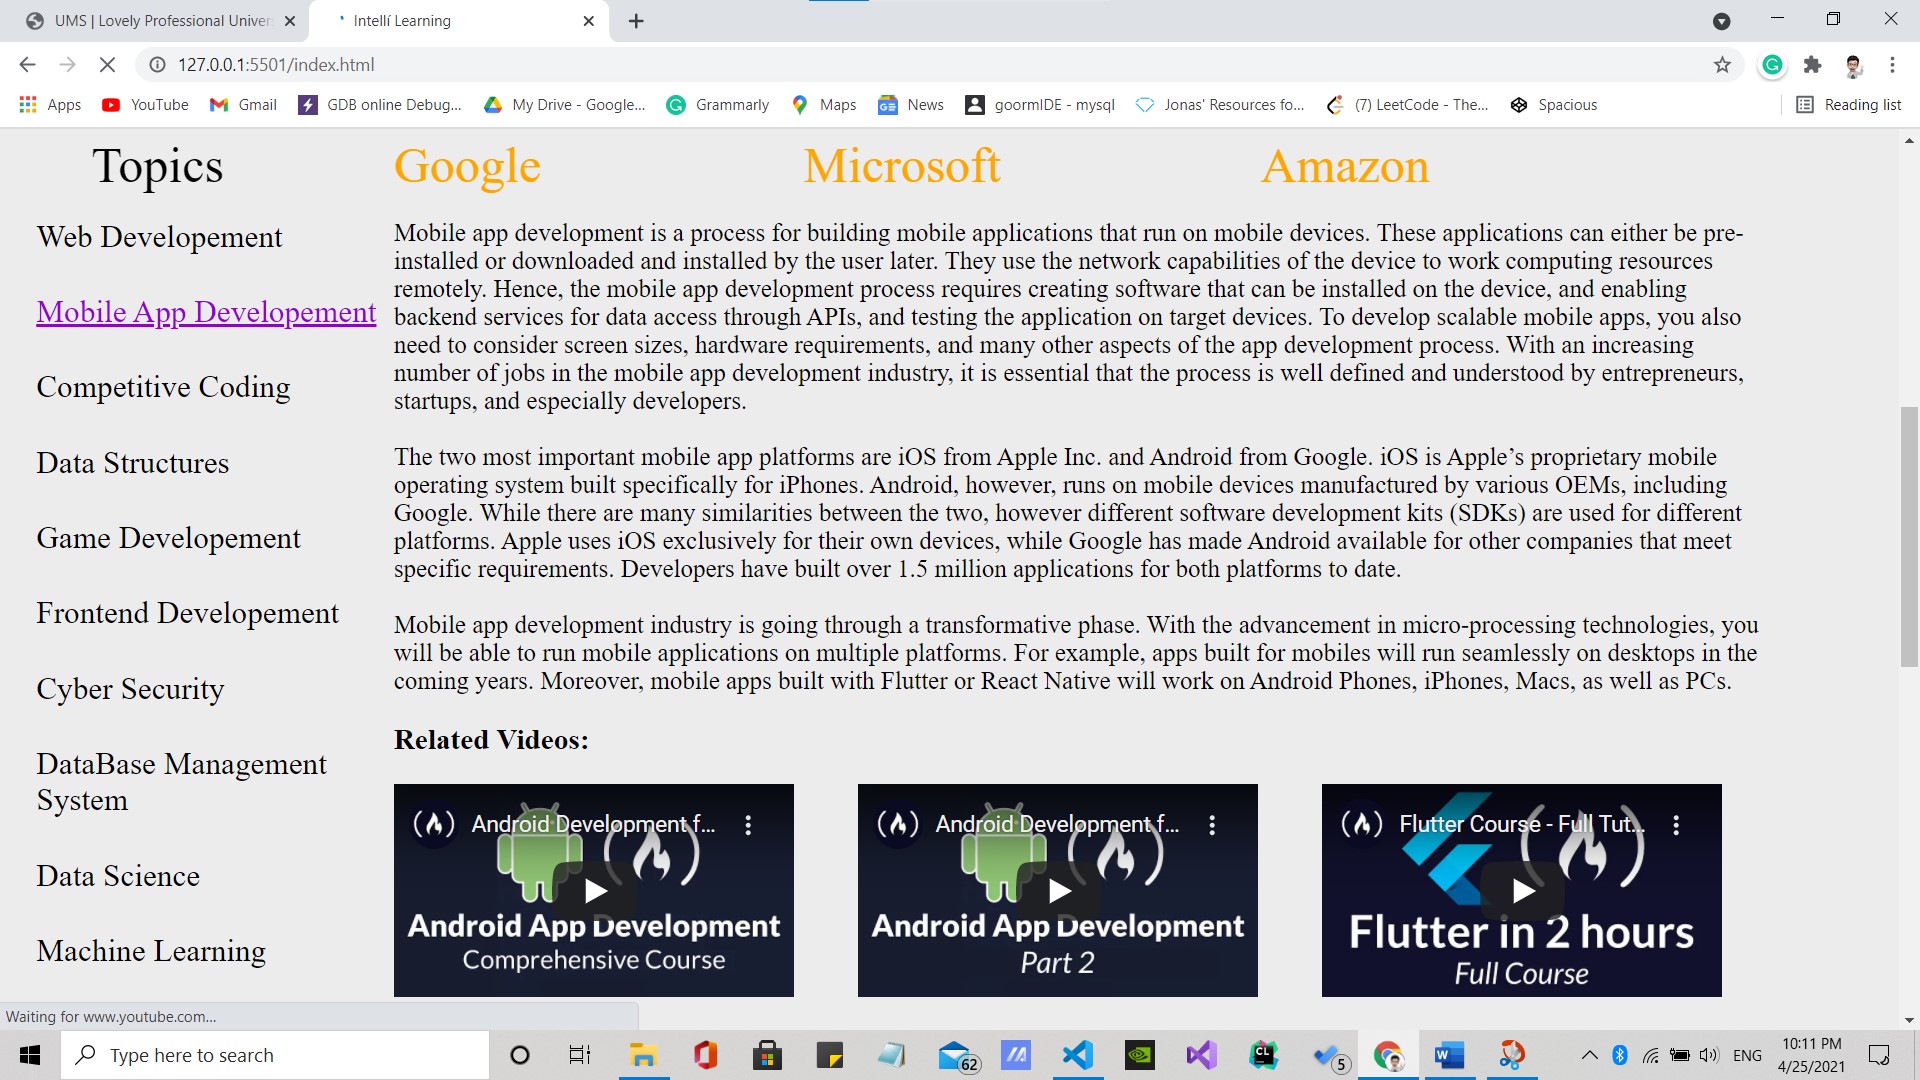 UMS | Lovely Professional Univer
Intellí Learning
127.0.0.1:5501/index.html
Apps
YouTube
Gmail
GDB online Debug...
My Drive - Google...
Grammarly
Maps
News
goormIDE - mysql
Jonas' Resources fo...
(7) LeetCode - The...
Spacious
Reading list
Topics
Google
Microsoft
Amazon
Web Developement
Mobile App Developement
Competitive Coding
Data Structures
Game Developement
Frontend Developement
Cyber Security
DataBase Management
System
Data Science
Machine Learning
Mobile app development is a process for building mobile applications that run on mobile devices. These applications can either be pre-
installed or downloaded and installed by the user later. They use the network capabilities of the device to work computing resources
remotely. Hence, the mobile app development process requires creating software that can be installed on the device, and enabling
backend services for data access through APIs, and testing the application on target devices. To develop scalable mobile apps, you also
need to consider screen sizes, hardware requirements, and many other aspects of the app development process. With an increasing
number of jobs in the mobile app development industry, it is essential that the process is well defined and understood by entrepreneurs,
startups, and especially developers.
The two most important mobile app platforms are iOS from Apple Inc. and Android from Google. iOS is Apple’s proprietary mobile
operating system built specifically for iPhones. Android, however, runs on mobile devices manufactured by various OEMs, including
Google. While there are many similarities between the two, however different software development kits (SDKs) are used for different
platforms. Apple uses iOS exclusively for their own devices, while Google has made Android available for other companies that meet
specific requirements. Developers have built over 1.5 million applications for both platforms to date.
Mobile app development industry is going through a transformative phase. With the advancement in micro-processing technologies, you
will be able to run mobile applications on multiple platforms. For example, apps built for mobiles will run seamlessly on desktops in the
coming years. Moreover, mobile apps built with Flutter or React Native will work on Android Phones, iPhones, Macs, as well as PCs.
Related Videos:
Android Development f...
Android App Development
Comprehensive Course
Android Development f...
Android App Development
Part 2
Flutter Course - Full Tut...
Flutter in 2 hours
Full Course
Waiting for www.youtube.com...
Type here to search
62
CL
5
W
ENG
10:11 PM
4/25/2021